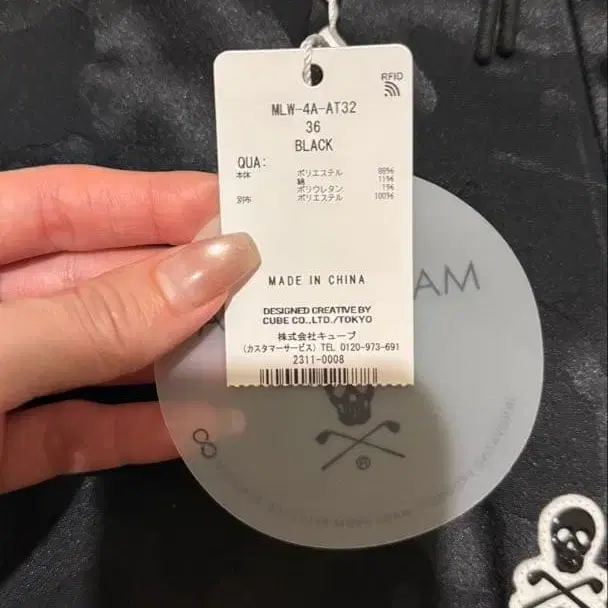 RFID
MLW-4A-AT32
36
BLACK
QUA:
本体 ポリエステル 88%
綿 11%
ポリウレタン 1%
別布 ポリエステル 100%
MADE IN CHINA
DESIGNED CREATIVE BY
CUBE CO.,LTD./TOKYO
株式会社キューブ
(カスタマーサービス) TEL 0120-973-691
2311-0008
AM
®